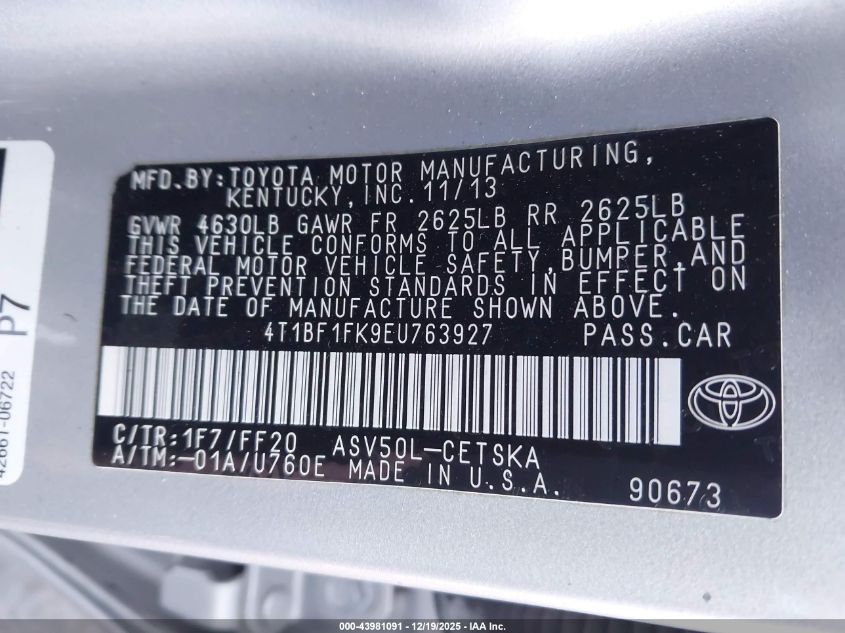 MFD.BY:TOYOTA MOTOR MANUFACTURING,
KENTUCKY,INC.11/13
GVWR 4630LB GAWR FR 2625LB RR 2625LB
THIS VEHICLE CONFORMS TO ALL APPLICABLE
FEDERAL MOTOR VEHICLE SAFETY,BUMPER,AND
THEFT PREVENTION STANDARDS IN EFFECT ON
THE DATE OF MANUFACTURE SHOWN ABOVE.
4T1BF1FK9EU763927 PASS.CAR
C/TR:1F7/FF20 ASV50L-CETSKA
A/TM:-01A/U760E MADE IN U.S.A.
90673
P7
42661-06722
000-43981091 - 12/19/2025 - IAA Inc.